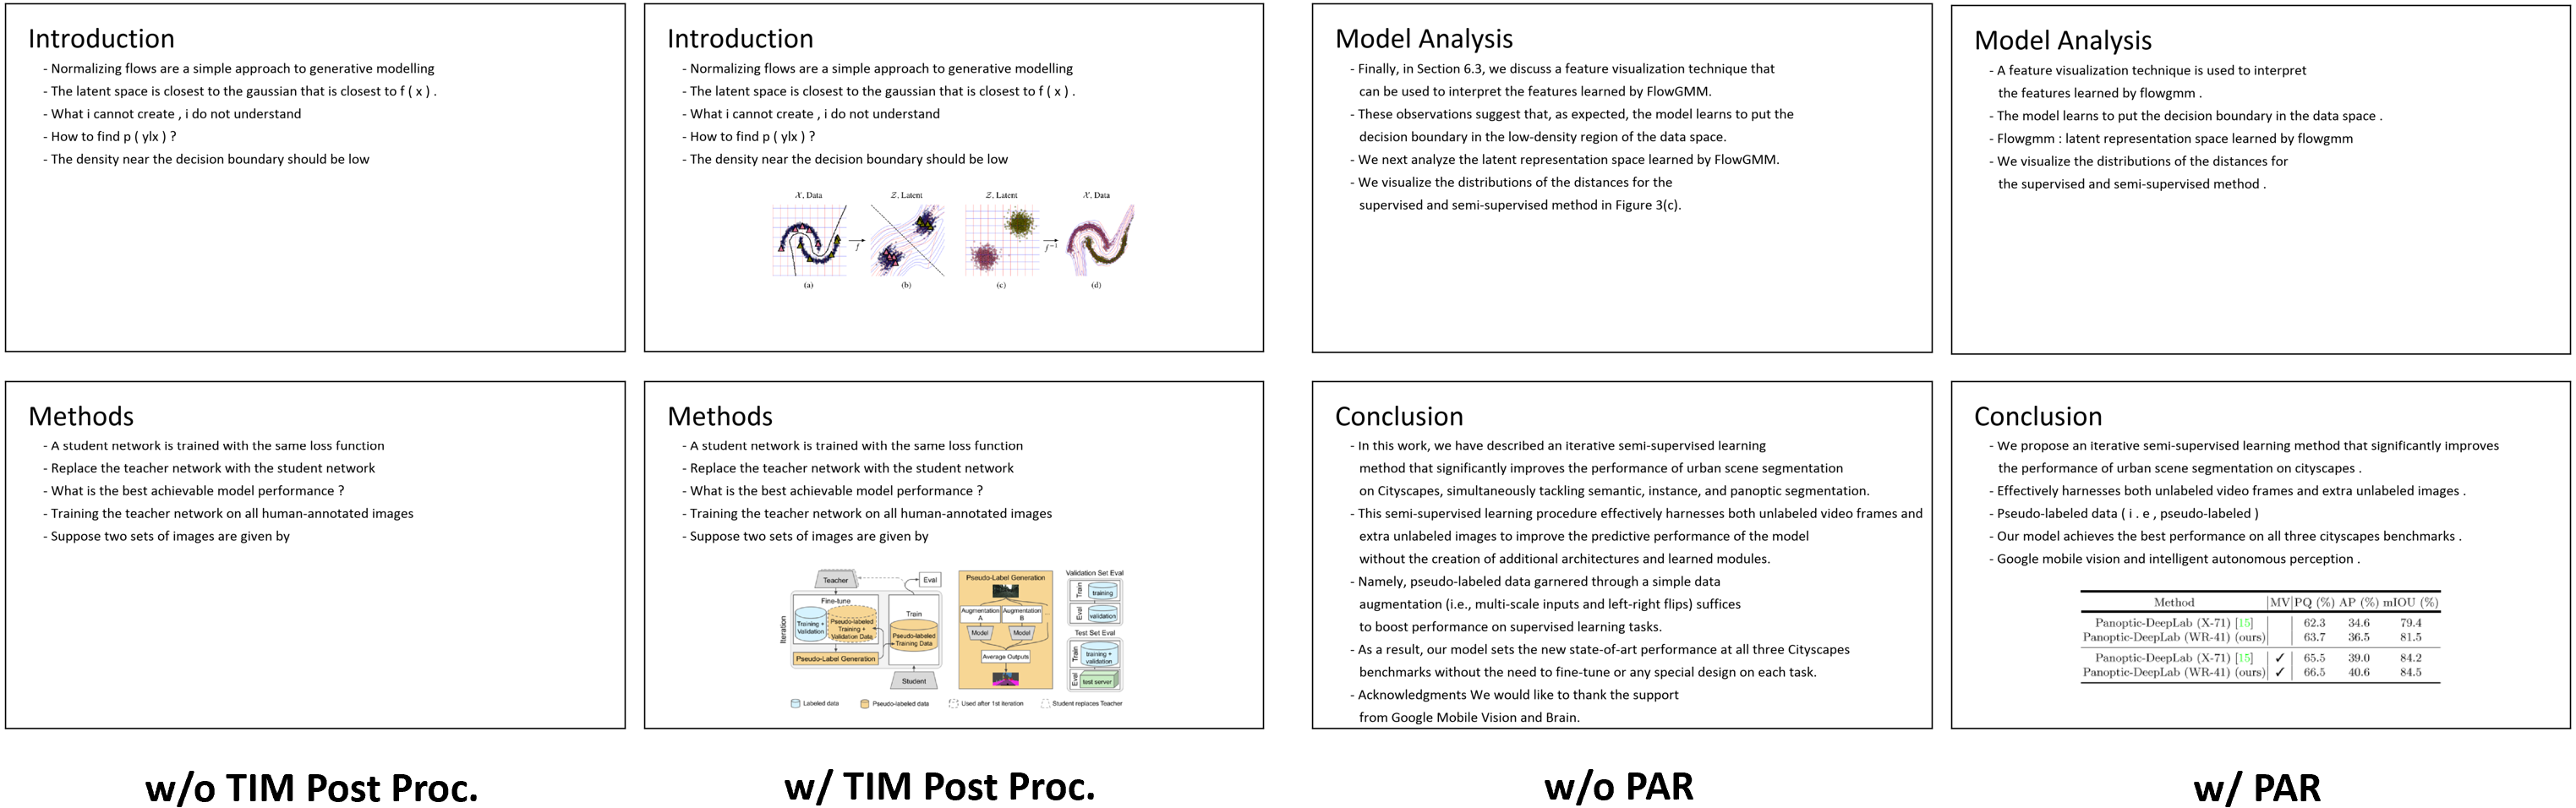 Introduction
- Normalizing flows are a simple approach to generative modelling
- The latent space is closest to the gaussian that is closest to f ( x ) .
- What i cannot create , i do not understand
- How to find p ( ylx ) ?
- The density near the decision boundary should be low
Introduction
- Normalizing flows are a simple approach to generative modelling
- The latent space is closest to the gaussian that is closest to f ( x ) .
- What i cannot create , i do not understand
- How to find p ( ylx ) ?
- The density near the decision boundary should be low
𝒳, Data
𝒵, Latent
𝒵, Latent
𝒳, Data
f
f⁻¹
(a)
(b)
(c)
(d)
Model Analysis
- Finally, in Section 6.3, we discuss a feature visualization technique that
can be used to interpret the features learned by FlowGMM.
- These observations suggest that, as expected, the model learns to put the
decision boundary in the low-density region of the data space.
- We next analyze the latent representation space learned by FlowGMM.
- We visualize the distributions of the distances for the
supervised and semi-supervised method in Figure 3(c).
Model Analysis
- A feature visualization technique is used to interpret
the features learned by flowgmm .
- The model learns to put the decision boundary in the data space .
- Flowgmm : latent representation space learned by flowgmm
- We visualize the distributions of the distances for
the supervised and semi-supervised method .
Methods
- A student network is trained with the same loss function
- Replace the teacher network with the student network
- What is the best achievable model performance ?
- Training the teacher network on all human-annotated images
- Suppose two sets of images are given by
Methods
- A student network is trained with the same loss function
- Replace the teacher network with the student network
- What is the best achievable model performance ?
- Training the teacher network on all human-annotated images
- Suppose two sets of images are given by
Iteration
Teacher
Eval
Fine-tune
Training +
Validation
Pseudo-labeled
Training +
Validation Data
Train
Pseudo-labeled
Training Data
Pseudo-Label Generation
Student
Pseudo-Label Generation
Augmentation
A
Augmentation
B
...
Model
Model
Average Outputs
Validation Set Eval
Train
training
Eval
validation
Test Set Eval
Train
training +
validation
Eval
test server
Labeled data
Pseudo-labeled data
Used after 1st iteration
Student replaces Teacher
Conclusion
- In this work, we have described an iterative semi-supervised learning
method that significantly improves the performance of urban scene segmentation
on Cityscapes, simultaneously tackling semantic, instance, and panoptic segmentation.
- This semi-supervised learning procedure effectively harnesses both unlabeled video frames and
extra unlabeled images to improve the predictive performance of the model
without the creation of additional architectures and learned modules.
- Namely, pseudo-labeled data garnered through a simple data
augmentation (i.e., multi-scale inputs and left-right flips) suffices
to boost performance on supervised learning tasks.
- As a result, our model sets the new state-of-art performance at all three Cityscapes
benchmarks without the need to fine-tune or any special design on each task.
- Acknowledgments We would like to thank the support
from Google Mobile Vision and Brain.
Conclusion
- We propose an iterative semi-supervised learning method that significantly improves
the performance of urban scene segmentation on cityscapes .
- Effectively harnesses both unlabeled video frames and extra unlabeled images .
- Pseudo-labeled data ( i . e , pseudo-labeled )
- Our model achieves the best performance on all three cityscapes benchmarks .
- Google mobile vision and intelligent autonomous perception .
Method MV PQ (%) AP (%) mIOU (%)
Panoptic-DeepLab (X-71) [15] 62.3 34.6 79.4
Panoptic-DeepLab (WR-41) (ours) 63.7 36.5 81.5
Panoptic-DeepLab (X-71) [15] ✓ 65.5 39.0 84.2
Panoptic-DeepLab (WR-41) (ours) ✓ 66.5 40.6 84.5
w/o TIM Post Proc.
w/ TIM Post Proc.
w/o PAR
w/ PAR